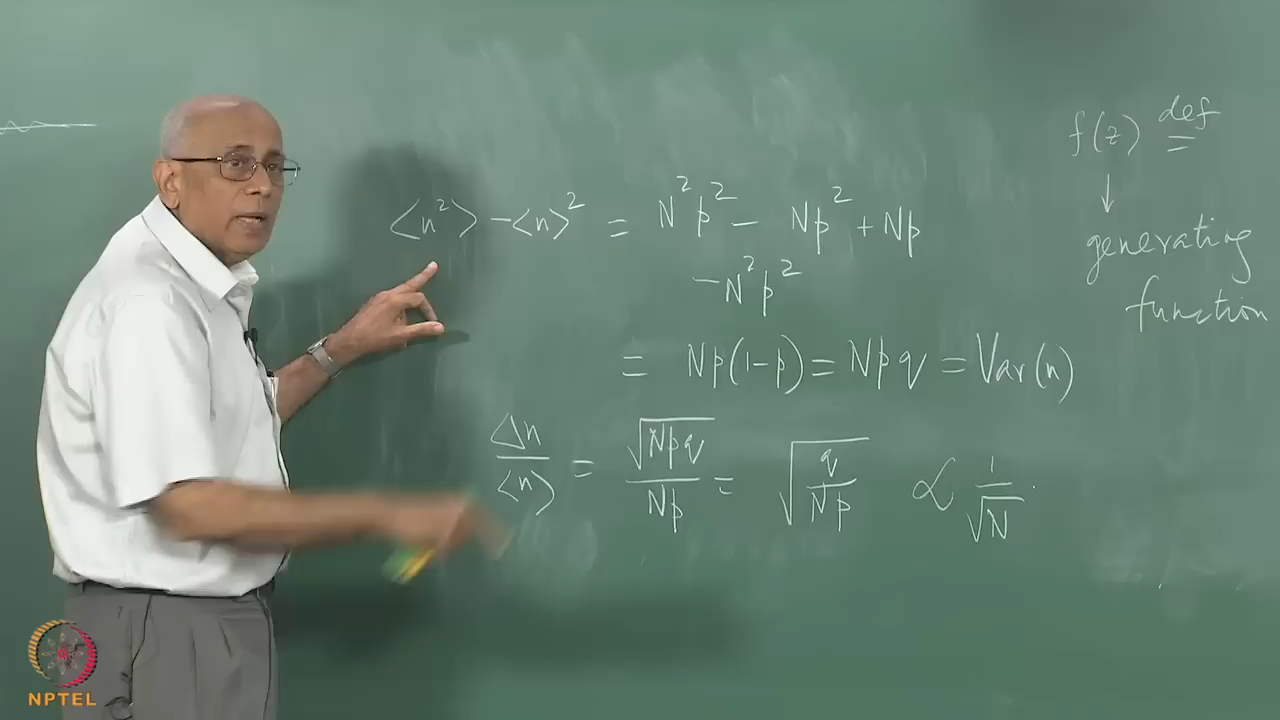 f(z) def =
↓
generating
function
⟨n²⟩ - ⟨n⟩² = N²p² - Np² + Np
-N²p²
= Np(1-p) = Npq = Var(n)
Δn/⟨n⟩ = √(Npq)/Np = √(q/Np) ∝ 1/√N
NPTEL